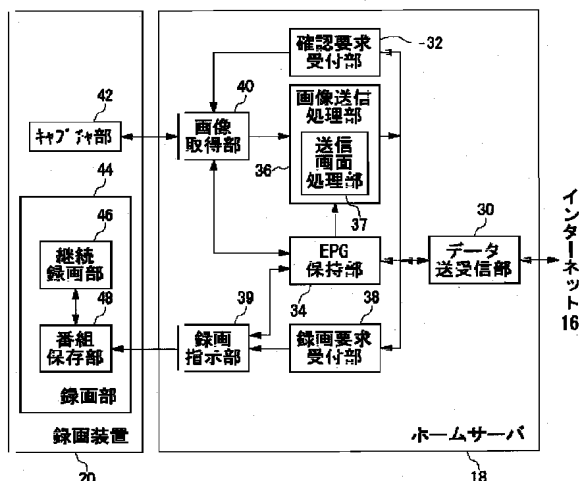 確認要求
受付部
32
42
キャプチャ部
40
画像
取得部
画像送信
処理部
送信
画面
処理部
36
37
44
46
継続
録画部
48
番組
保存部
録画部
録画装置
20
39
録画
指示部
EPG
保持部
34
38
録画要求
受付部
30
データ
送受信部
インターネット
16
ホームサーバ
18